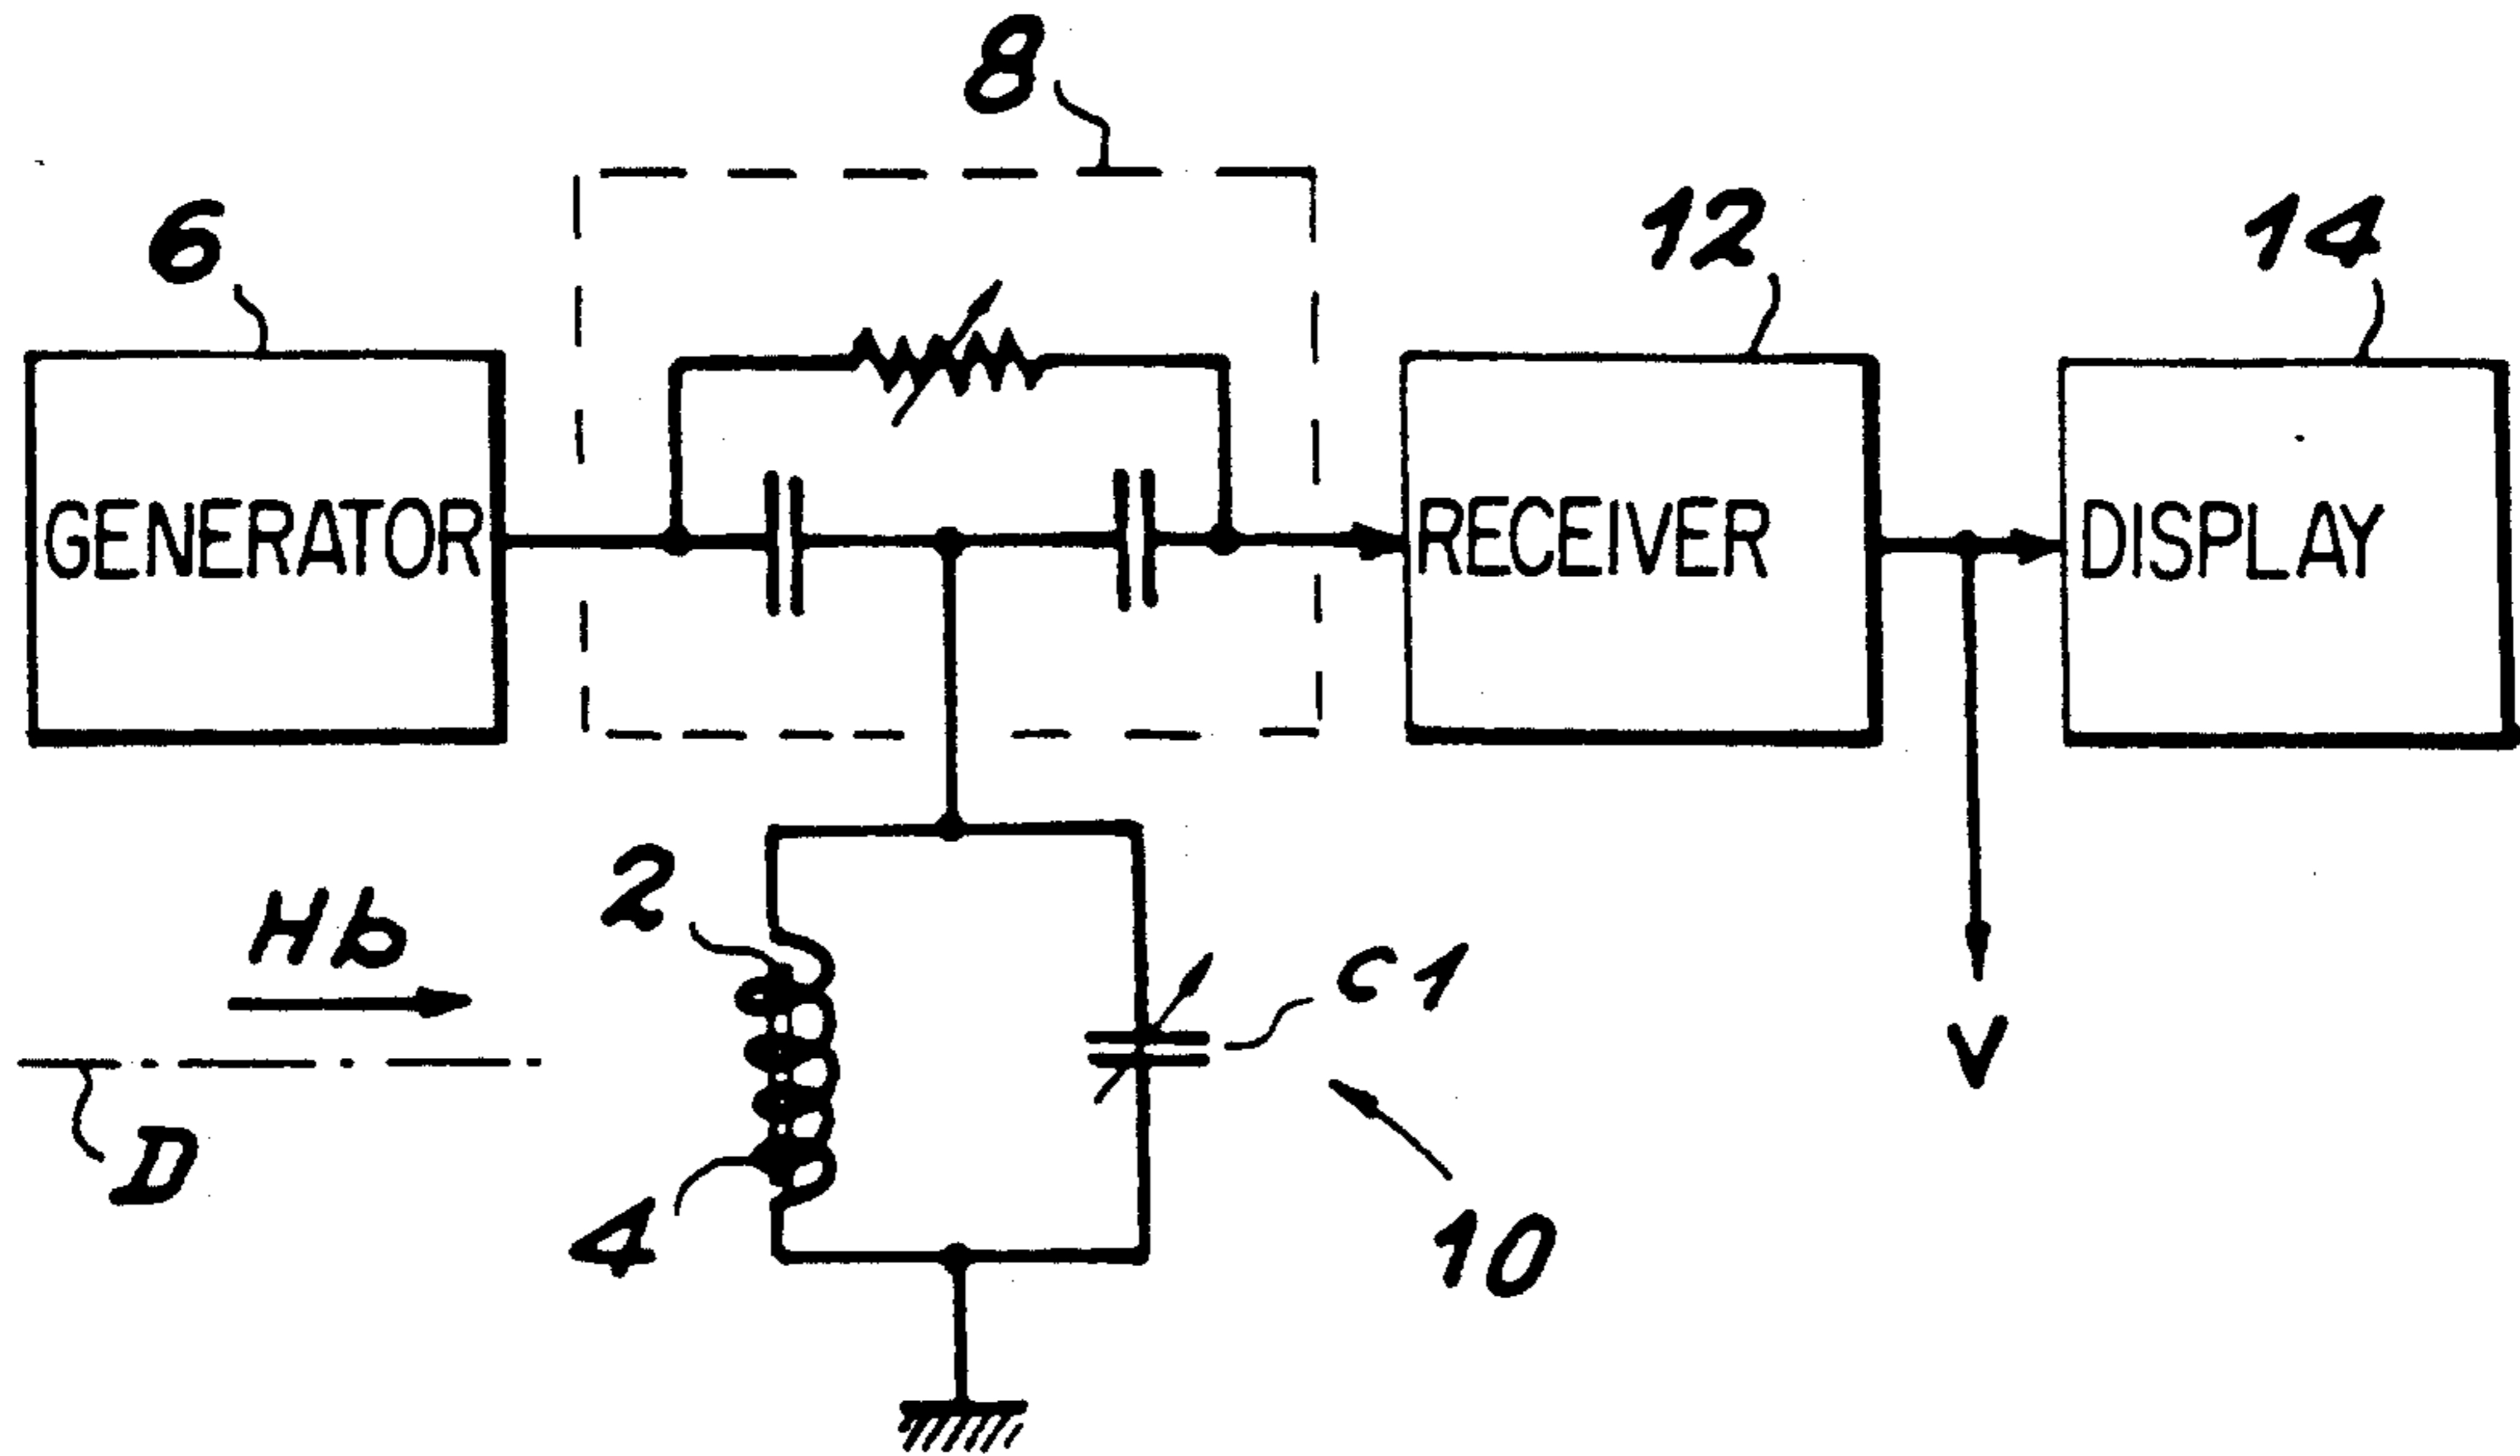 8
6
12
14
GENERATOR
RECEIVER
DISPLAY
2
Hb
C1
V
D
4
10